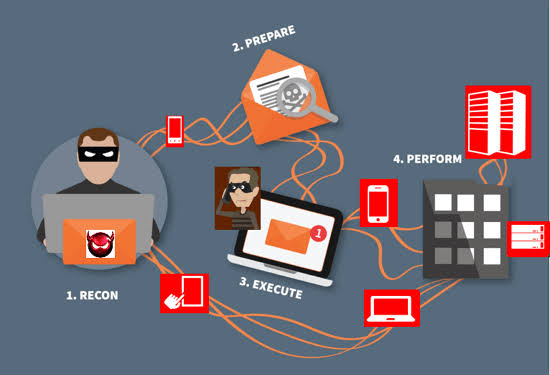 2. PREPARE
4. PERFORM
1
3. EXECUTE
1. RECON